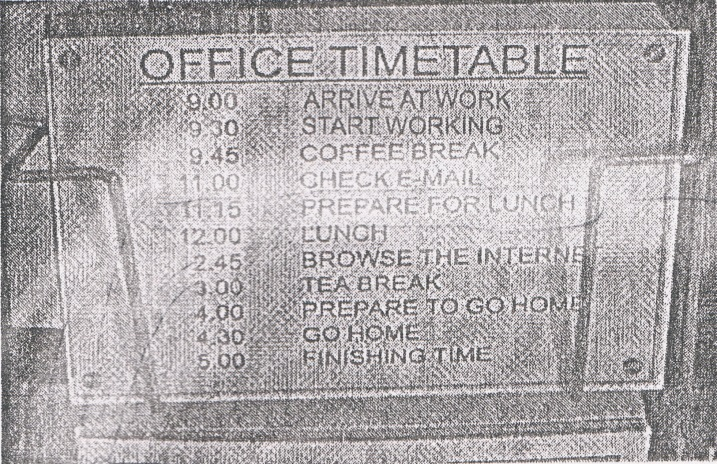 OFFICE TIMETABLE
9.00 ARRIVE AT WORK
9.30 START WORKING
9.45 COFFEE BREAK
11.00 CHECK E-MAIL
11.15 PREPARE FOR LUNCH
12.00 LUNCH
2.45 BROWSE THE INTERNE
3.00 TEA BREAK
4.00 PREPARE TO GO HOME
4.30 GO HOME
5.00 FINISHING TIME